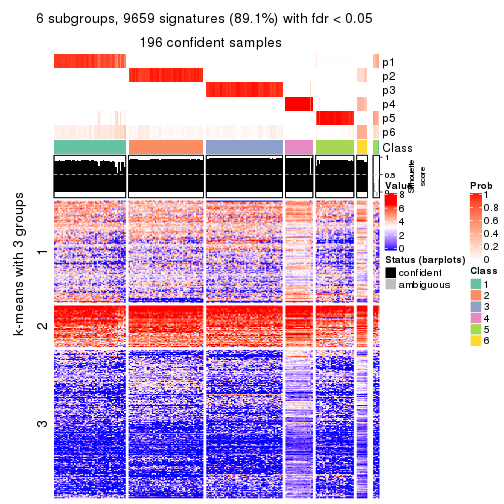 6 subgroups, 9659 signatures (89.1%) with fdr < 0.05
196 confident samples
p1
p2
p3
p4
p5
p6
Class
1
0.5
0
Silhouette
score
k-means with 3 groups
1
2
3
Value
8
6
4
2
0
Status (barplots)
confident
ambiguous
Prob
1
0.8
0.6
0.4
0.2
0
Class
1
2
3
4
5
6